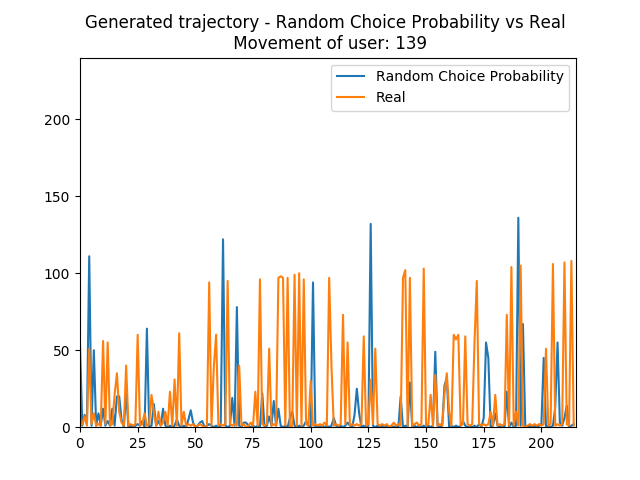 Generated trajectory - Random Choice Probability vs Real
Movement of user: 139
Random Choice Probability
Real
200
150
100
50
0
0 25 50 75 100 125 150 175 200